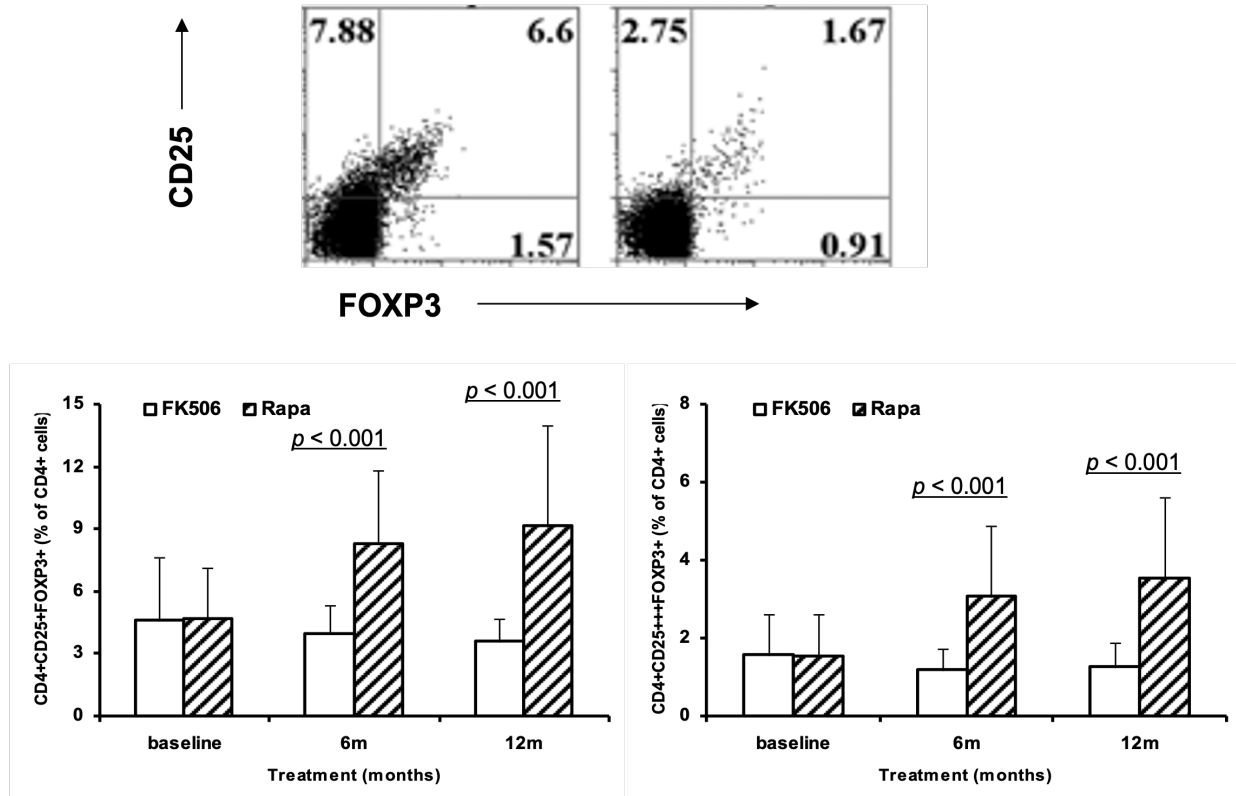 7.88 6.6
2.75 1.67
CD25
1.57
0.91
FOXP3
FK506 Rapa
p < 0.001
p < 0.001
CD4+CD25+FOXP3+ (% of CD4+ cells)
15
12
9
6
3
0
baseline 6m 12m
Treatment (months)
FK506 Rapa
p < 0.001
p < 0.001
CD4+CD25+++FOXP3+ (% of CD4+ cells)
8
6
4
2
0
baseline 6m 12m
Treatment (months)